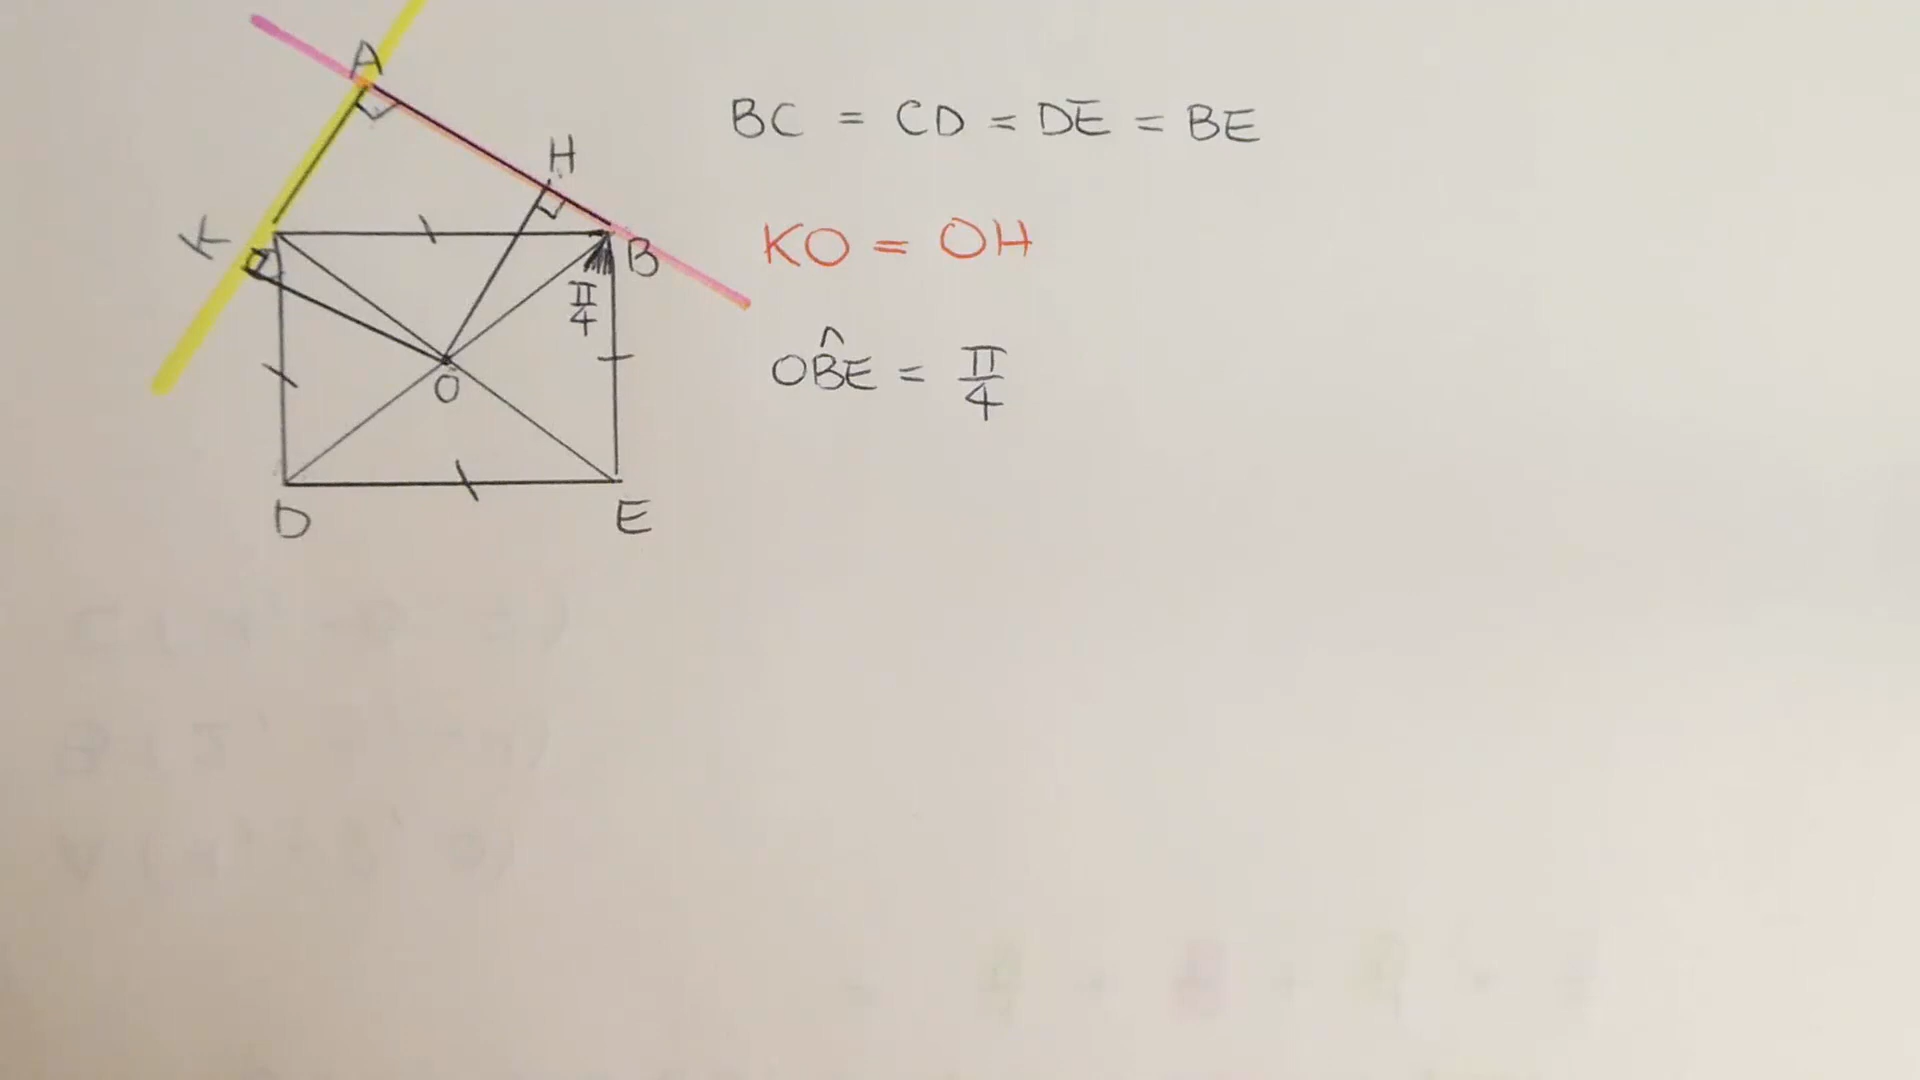 A
H
K
B
π/4
O
D
E
BC = CD = DE = BE
KO = OH
OB̂E = π/4